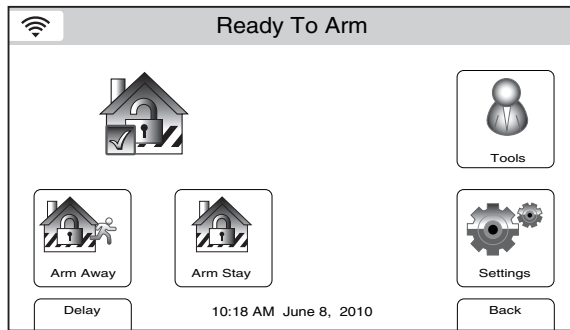 Ready To Arm
Tools
Arm Away
Arm Stay
Settings
Delay
10:18 AM June 8, 2010
Back